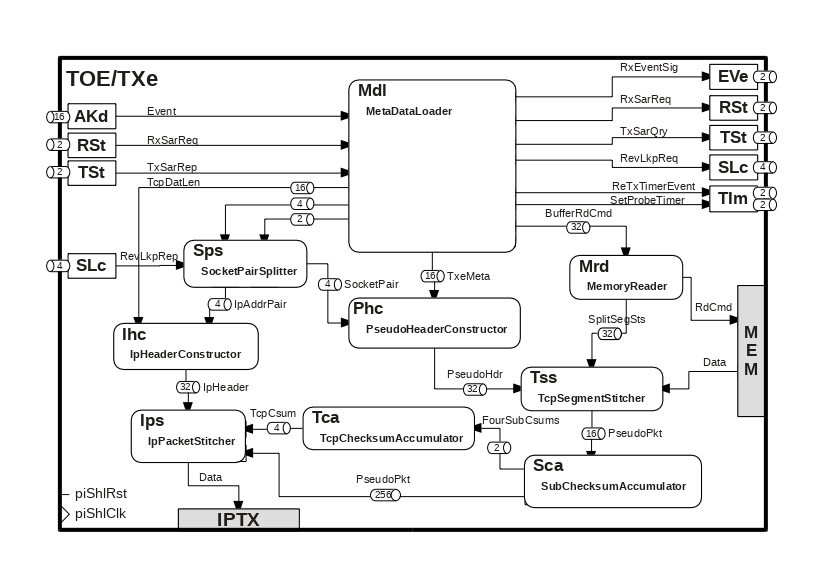 TOE/TXe
Mdl
MetaDataLoader
RxEventSig
EVe
2
16
AKd
Event
RxSarReq
RSt
2
2
RSt
RxSarReq
TxSarQry
TSt
2
2
TSt
TxSarRep
RevLkpReq
SLc
4
TcpDatLen
16
ReTxTimerEvent
TIm
2
SetProbeTimer
2
4
2
BufferRdCmd
32
4
SLc
RevLkpRep
Sps
SocketPairSplitter
4
SocketPair
16
TxeMeta
Mrd
MemoryReader
4
IpAddrPair
Phc
PseudoHeaderConstructor
SplitSegSts
32
RdCmd
M
E
M
Ihc
IpHeaderConstructor
Data
32
IpHeader
PseudoHdr
32
Tss
TcpSegmentStitcher
Ips
IpPacketStitcher
TcpCsum
4
Tca
TcpChecksumAccumulator
FourSubCsums
2
16
PseudoPkt
Sca
SubChecksumAccumulator
Data
PseudoPkt
256
piShlRst
piShlClk
IPTX